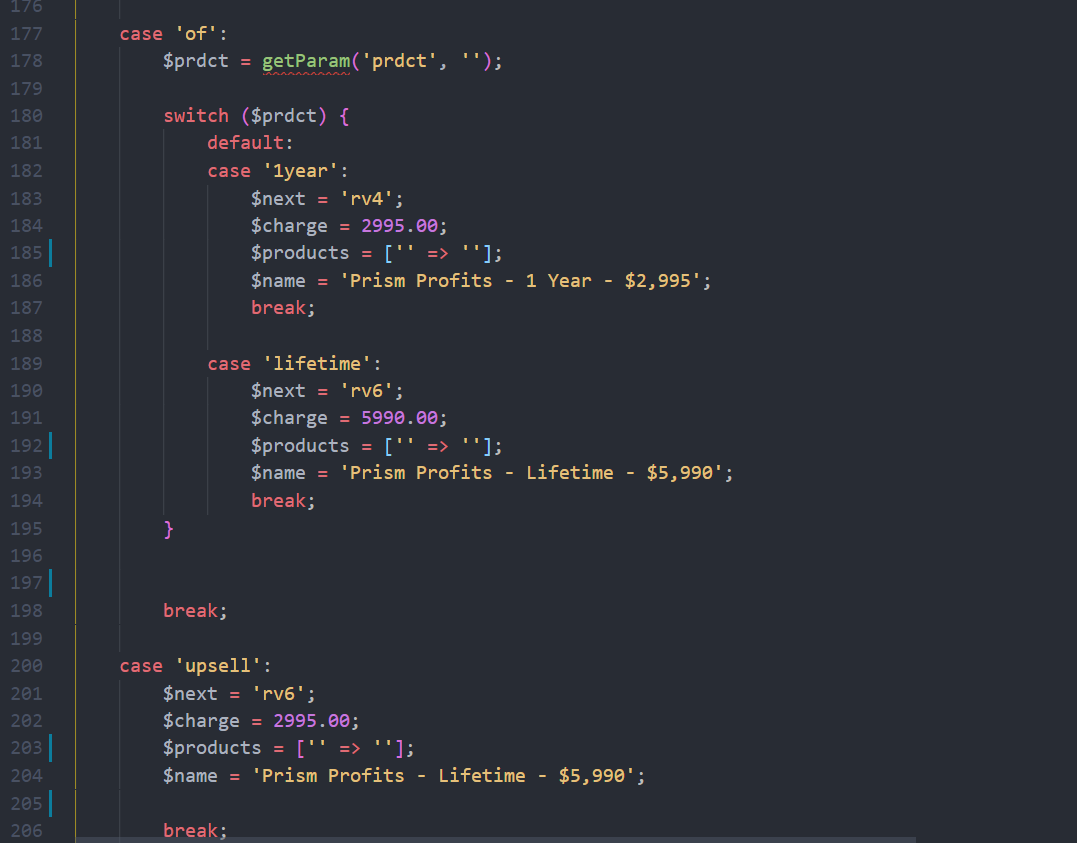 176
177 case 'of':
178 $prdct = getParam('prdct', '');
179
180 switch ($prdct) {
181 default:
182 case '1year':
183 $next = 'rv4';
184 $charge = 2995.00;
185 $products = ['' => ''];
186 $name = 'Prism Profits - 1 Year - $2,995';
187 break;
188
189 case 'lifetime':
190 $next = 'rv6';
191 $charge = 5990.00;
192 $products = ['' => ''];
193 $name = 'Prism Profits - Lifetime - $5,990';
194 break;
195 }
196
197
198 break;
199
200 case 'upsell':
201 $next = 'rv6';
202 $charge = 2995.00;
203 $products = ['' => ''];
204 $name = 'Prism Profits - Lifetime - $5,990';
205
206 break;